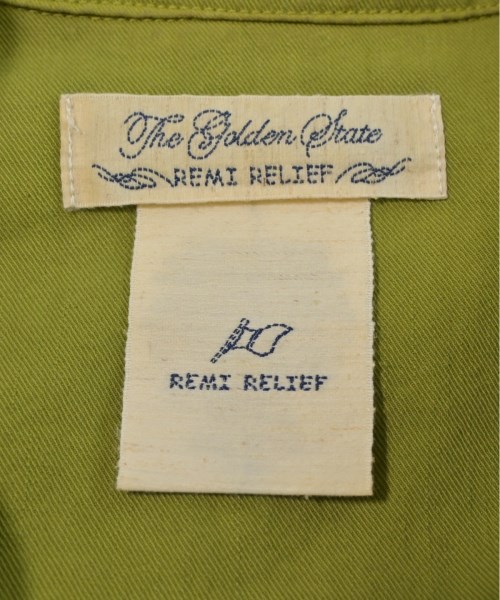 The Golden State
REMI RELIEF
REMI RELIEF